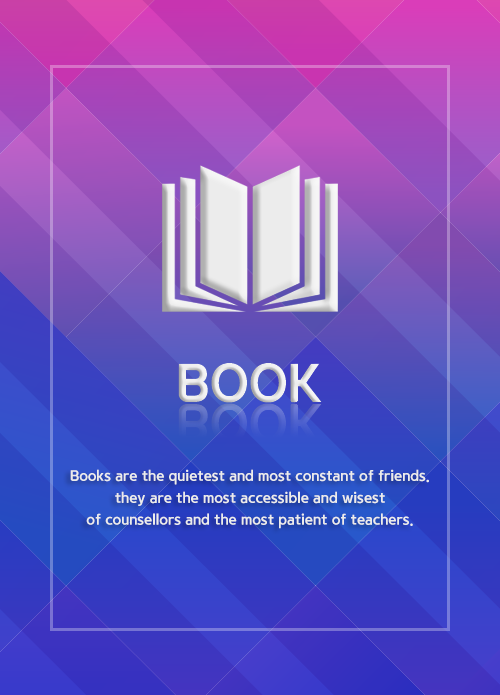 BOOK
Books are the quietest and most constant of friends.
they are the most accessible and wisest
of counsellors and the most patient of teachers.